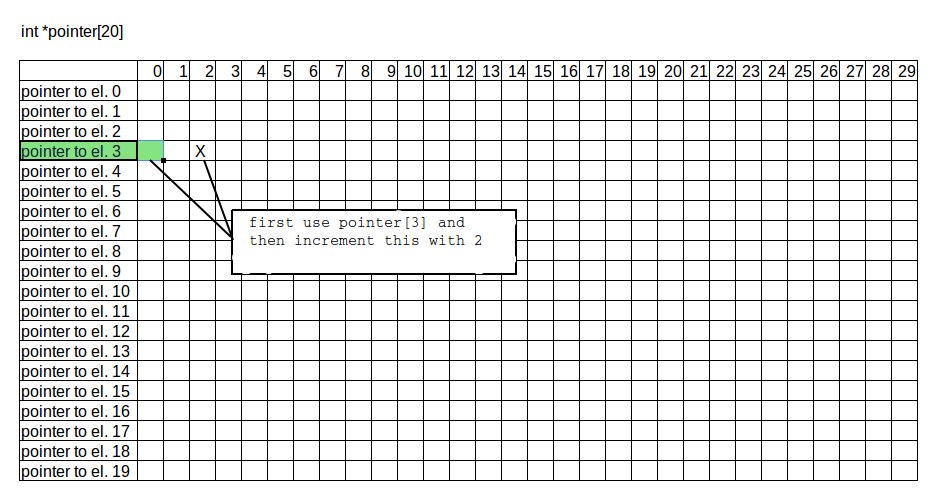 int *pointer[20]
0 1 2 3 4 5 6 7 8 9 10 11 12 13 14 15 16 17 18 19 20 21 22 23 24 25 26 27 28 29
pointer to el. 0
pointer to el. 1
pointer to el. 2
pointer to el. 3 X
pointer to el. 4
pointer to el. 5
pointer to el. 6
pointer to el. 7
pointer to el. 8
pointer to el. 9
pointer to el. 10
pointer to el. 11
pointer to el. 12
pointer to el. 13
pointer to el. 14
pointer to el. 15
pointer to el. 16
pointer to el. 17
pointer to el. 18
pointer to el. 19
first use pointer[3] and
then increment this with 2